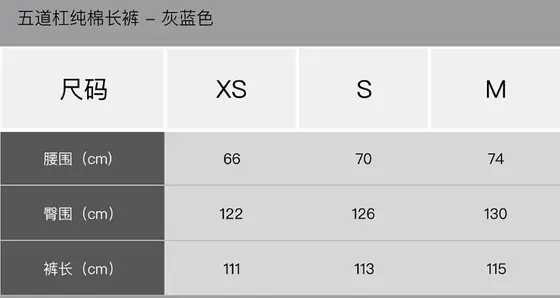 五道杠纯棉长裤 – 灰蓝色
尺码 XS S M
腰围（cm） 66 70 74
臀围（cm） 122 126 130
裤长（cm） 111 113 115